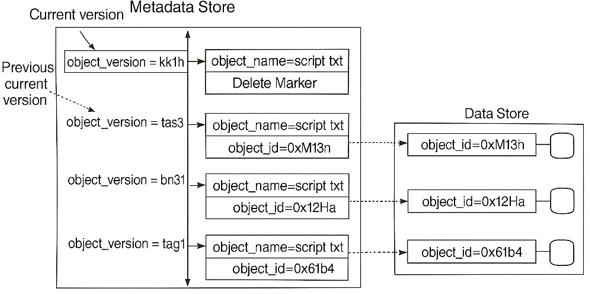 Metadata Store
Current version
object_version = kk1h
object_name=script txt
Delete Marker
Previous
current
version
object_version = tas3
object_name=script txt
object_id=0xM13n
object_version = bn31
object_name=script txt
object_id=0x12Ha
object_version = tag1
object_name=script txt
object_id=0x61b4
Data Store
object_id=0xM13h
object_id=0x12Ha
object_id=0x61b4